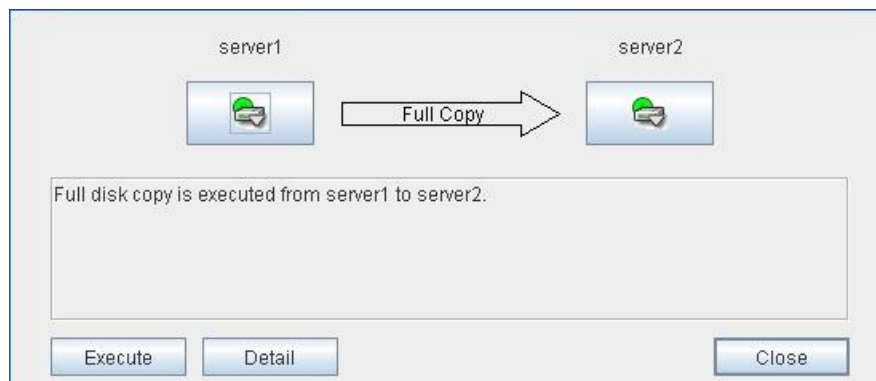 server1 server2
Full Copy
Full disk copy is executed from server1 to server2.
Execute Detail Close